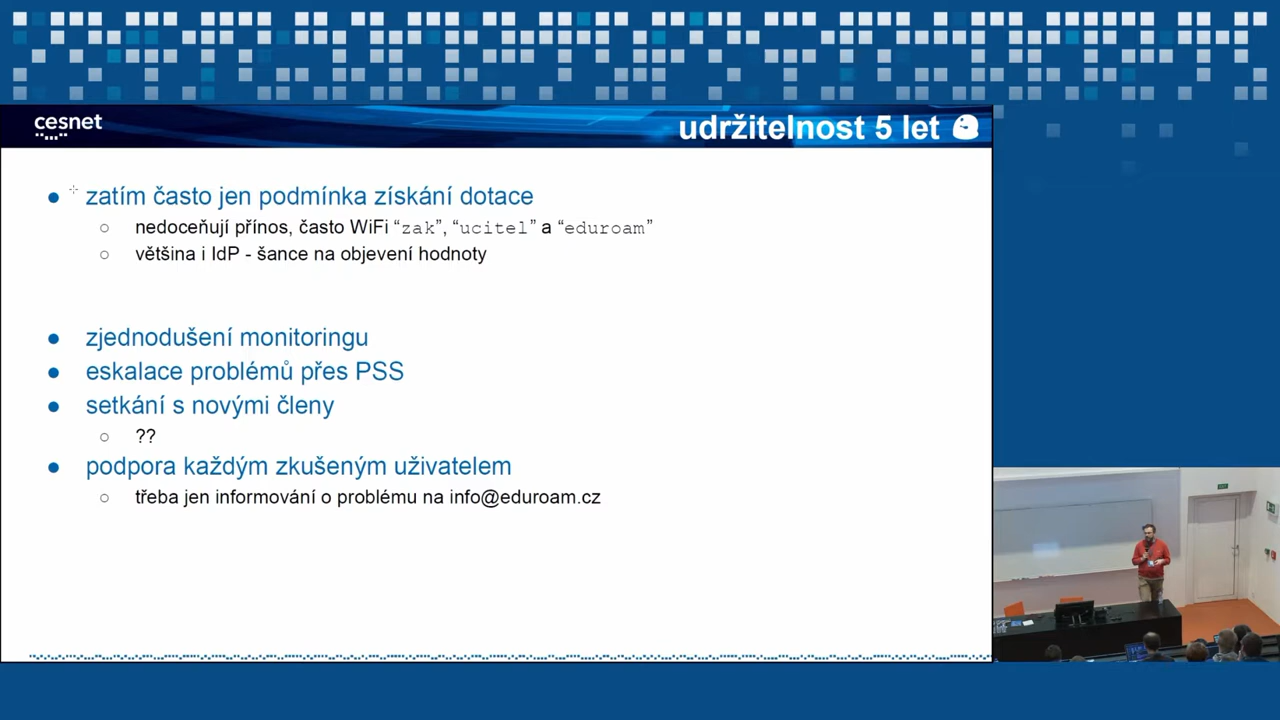 cesnet
udržitelnost 5 let
zatím často jen podmínka získání dotace
nedoceňují přínos, často WiFi “zak”, “ucitel” a “eduroam”
většina i IdP - šance na objevení hodnoty
zjednodušení monitoringu
eskalace problémů přes PSS
setkání s novými členy
??
podpora každým zkušeným uživatelem
třeba jen informování o problému na info@eduroam.cz